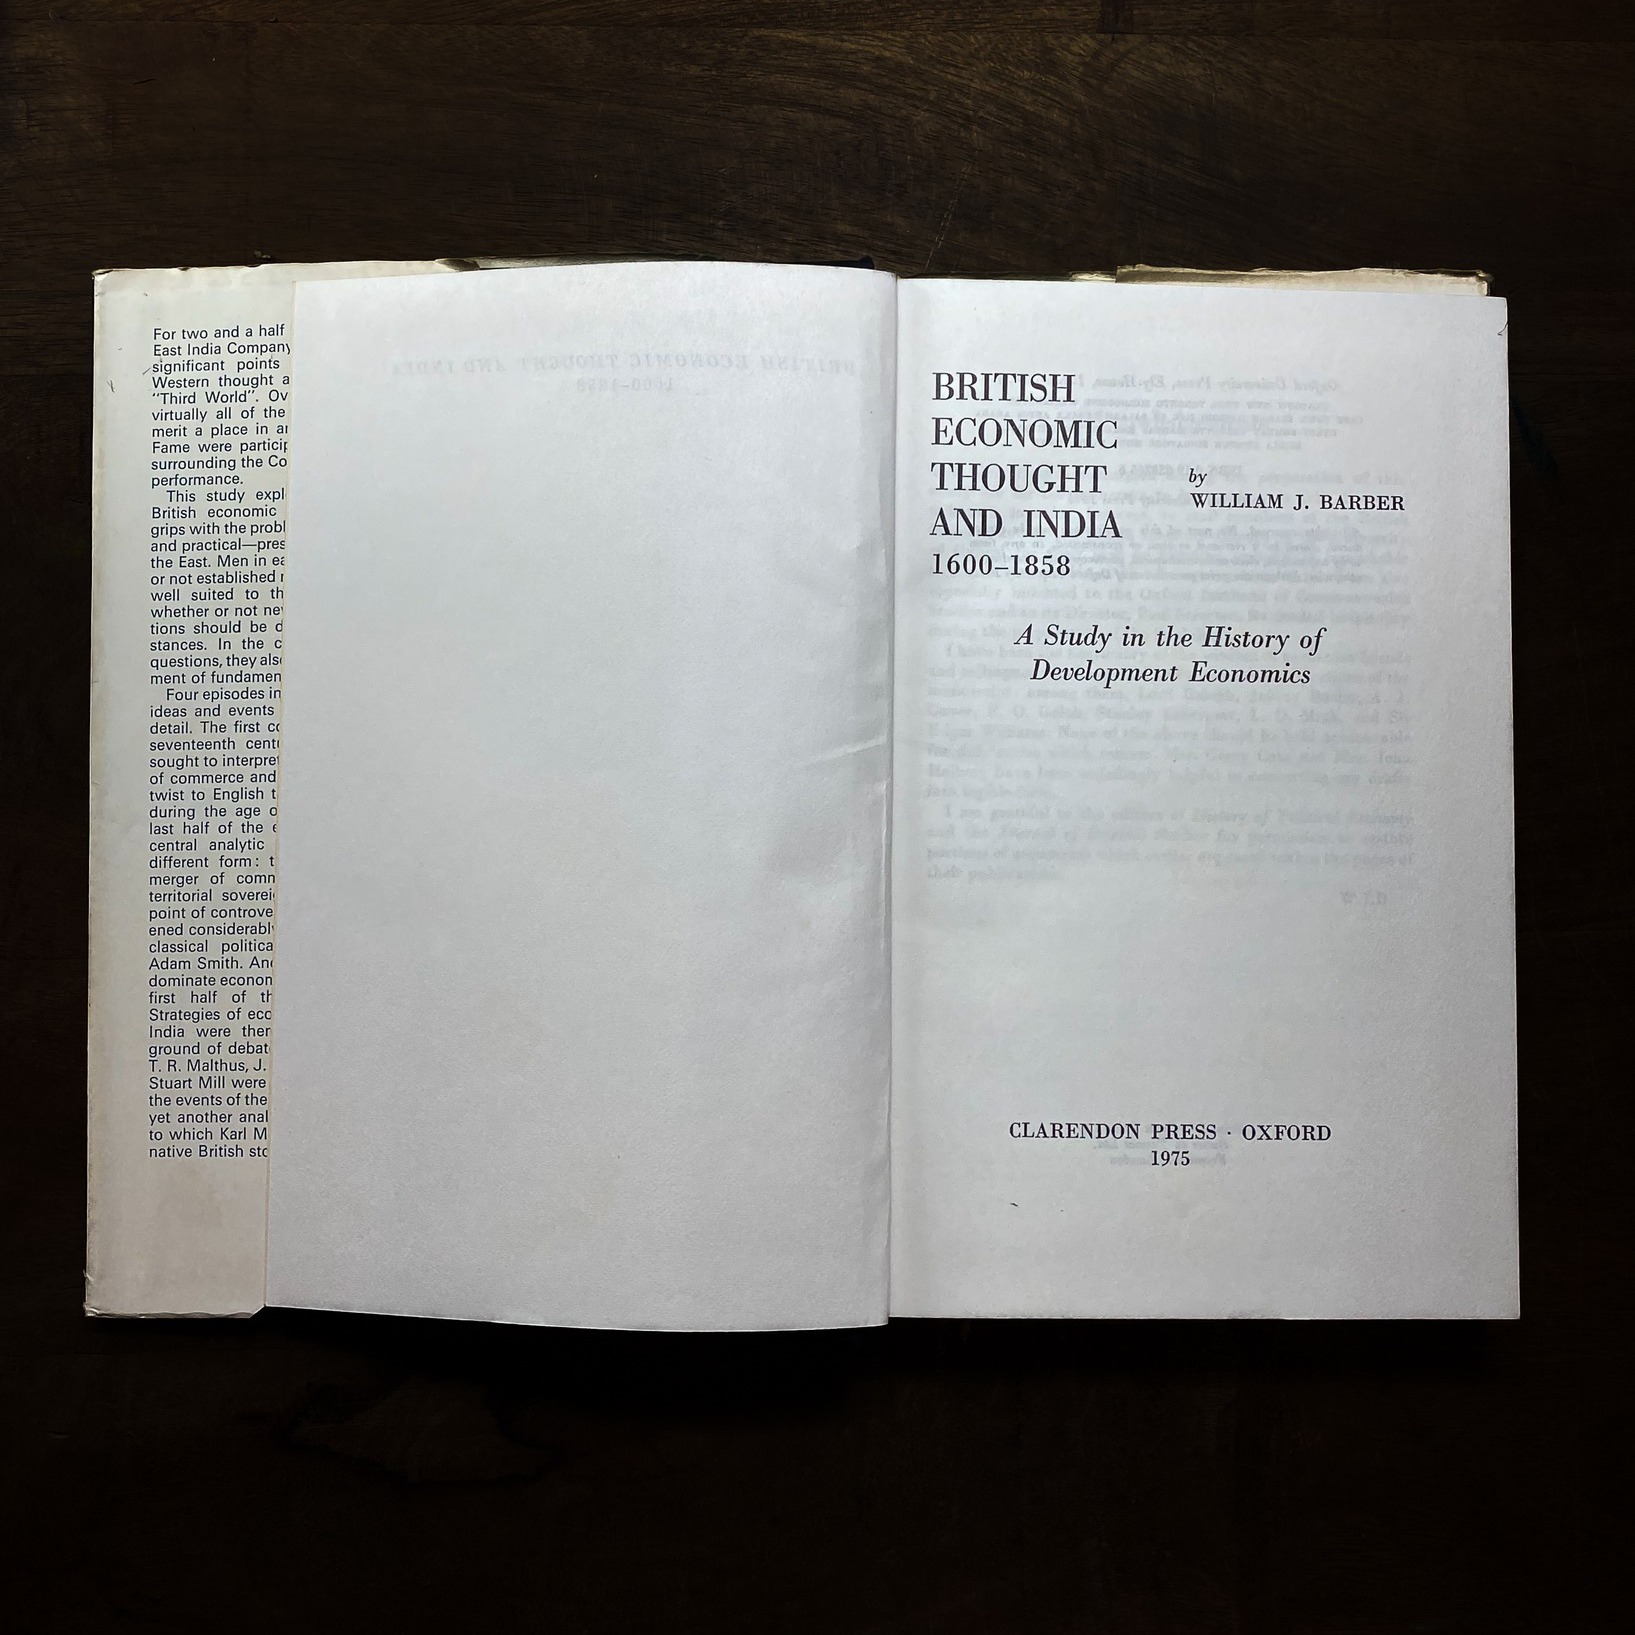 For two and a half
East India Company
significant points
Western thought a
"Third World". Ov
virtually all of the
merit a place in a
Fame were particip
surrounding the Co
performance.
This study expl
British economic
grips with the probl
and practical—pres
the East. Men in ea
or not established
well suited to th
whether or not ne
tions should be d
stances. In the c
questions, they als
ment of fundamen
Four episodes in
ideas and events
detail. The first co
seventeenth cent
sought to interpre
of commerce and
twist to English t
during the age o
last half of the e
central analytic
different form: t
merger of comm
territorial soverei
point of controve
ened considerabl
classical politica
Adam Smith. An
dominate econom
first half of th
Strategies of eco
India were ther
ground of debat
T. R. Malthus, J.
Stuart Mill were
the events of the
yet another anal
to which Karl M
native British sto
BRITISH
ECONOMIC
THOUGHT
AND INDIA
1600–1858
by
WILLIAM J. BARBER
A Study in the History of
Development Economics
CLARENDON PRESS · OXFORD
1975